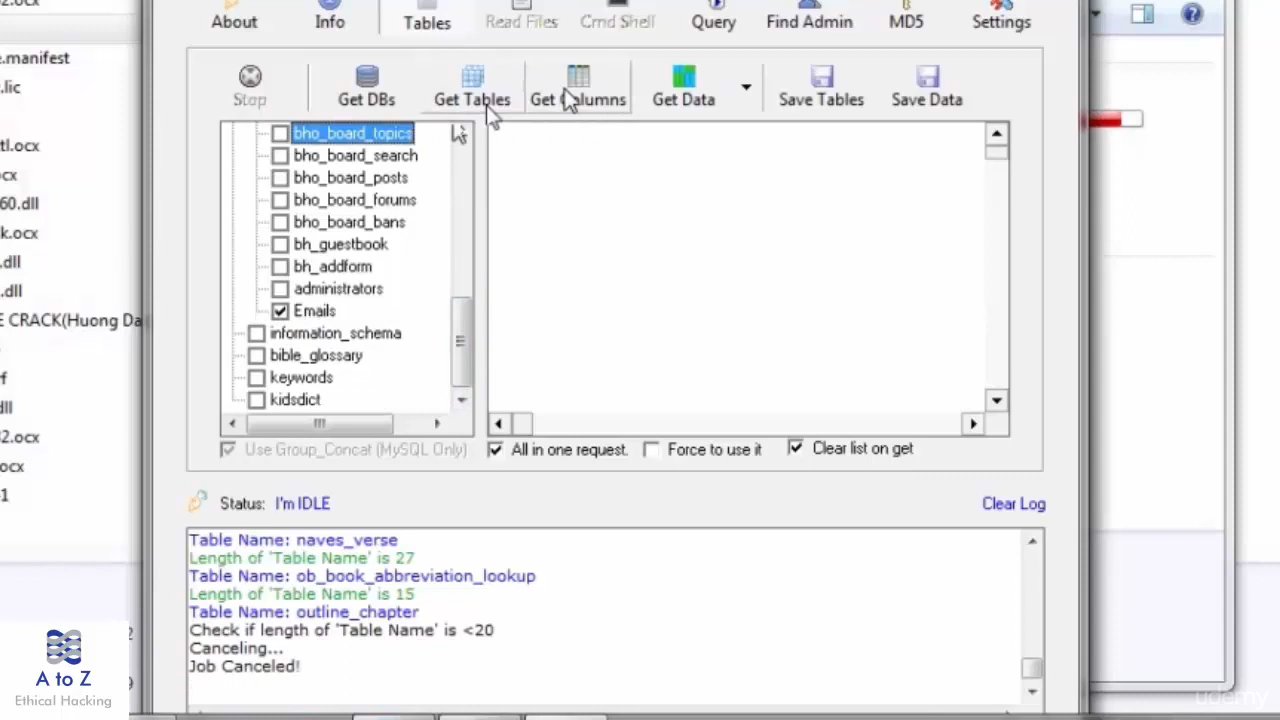 32.ocx
About
Info
Tables
Read Files
Cmd Shell
Query
Find Admin
MD5
Settings
e.manifest
.lic
tl.ocx
cx
60.dll
k.ocx
.dll
.dll
E CRACK(Huong Da
f
dll
2.ocx
ocx
1
Stop
Get DBs
Get Tables
Get Columns
Get Data
Save Tables
Save Data
bho_board_topics
bho_board_search
bho_board_posts
bho_board_forums
bho_board_bans
bh_guestbook
bh_addform
administrators
Emails
information_schema
bible_glossary
keywords
kidsdict
Use Group_Concat (MySQL Only)
All in one request.
Force to use it
Clear list on get
Status: I'm IDLE
Clear Log
Table Name: naves_verse
Length of 'Table Name' is 27
Table Name: ob_book_abbreviation_lookup
Length of 'Table Name' is 15
Table Name: outline_chapter
Check if length of 'Table Name' is <20
Canceling...
Job Canceled!
A to Z
Ethical Hacking
udemy